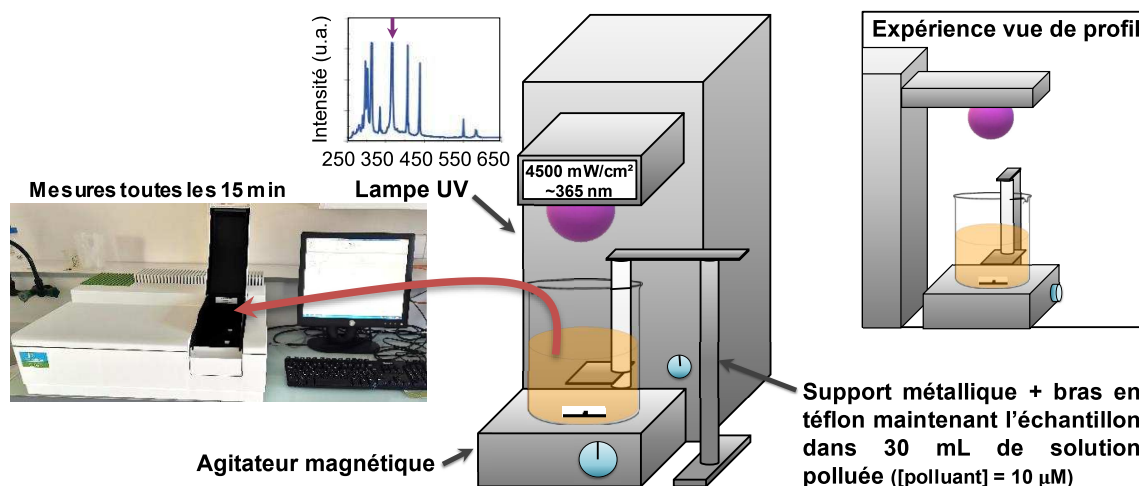 Expérience vue de profil
Intensité (u.a.)
250 350 450 550 650
Mesures toutes les 15 min
Lampe UV
4500 mW/cm²
~365 nm
Agitateur magnétique
Support métallique + bras en
téflon maintenant l'échantillon
dans 30 mL de solution
polluée ([polluant] = 10 µM)